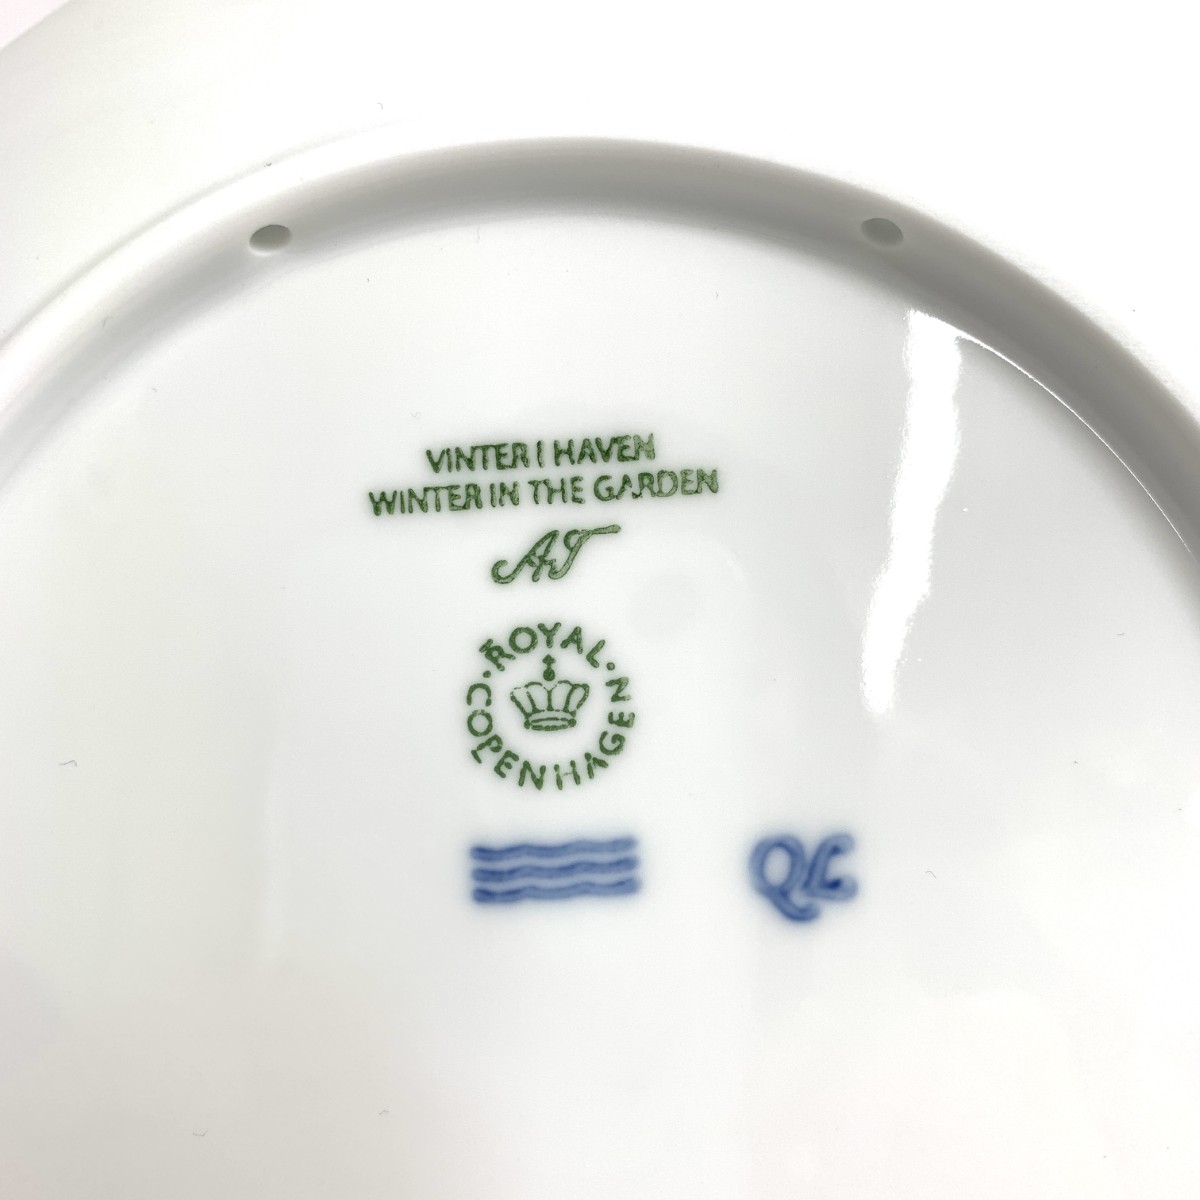 VINTER I HAVEN
WINTER IN THE GARDEN
AT
ROYAL · COPENHAGEN ·
QL